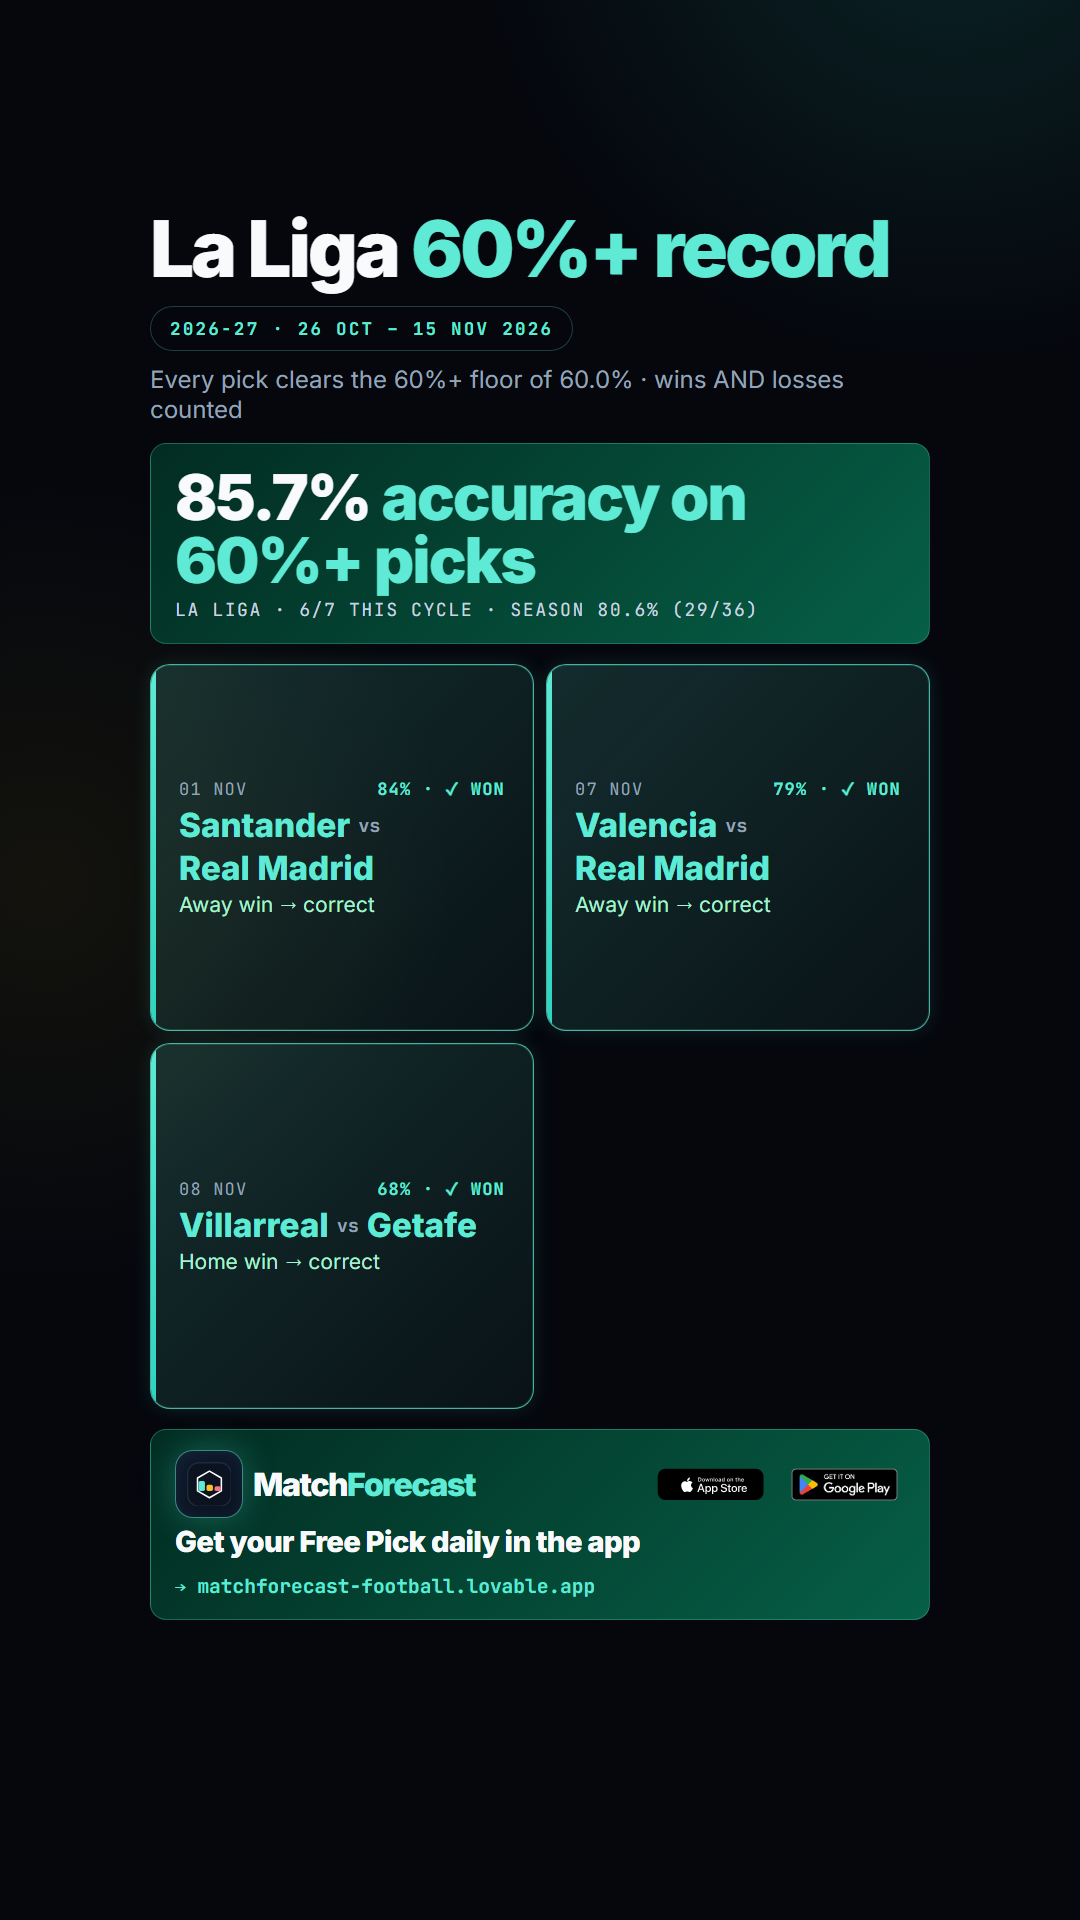 La Liga 60%+ record
2026-27 · 26 OCT – 15 NOV 2026
Every pick clears the 60%+ floor of 60.0% · wins AND losses
counted
85.7% accuracy on
60%+ picks
LA LIGA · 6/7 THIS CYCLE · SEASON 80.6% (29/36)
01 NOV 84% · ✓ WON
Santander vs
Real Madrid
Away win → correct
07 NOV 79% · ✓ WON
Valencia vs
Real Madrid
Away win → correct
08 NOV 68% · ✓ WON
Villarreal vs Getafe
Home win → correct
MatchForecast
Download on the
App Store
GET IT ON
Google Play
Get your Free Pick daily in the app
→ matchforecast-football.lovable.app